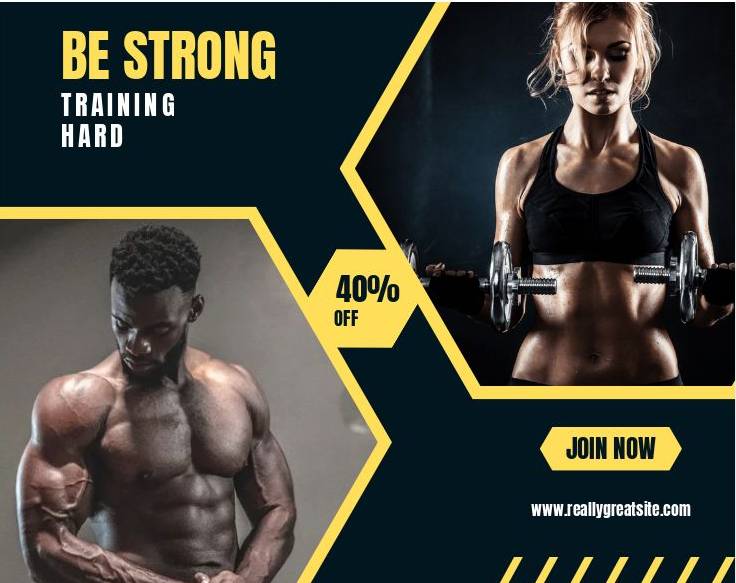 BE STRONG
TRAINING
HARD
40%
OFF
JOIN NOW
www.reallygreatsite.com